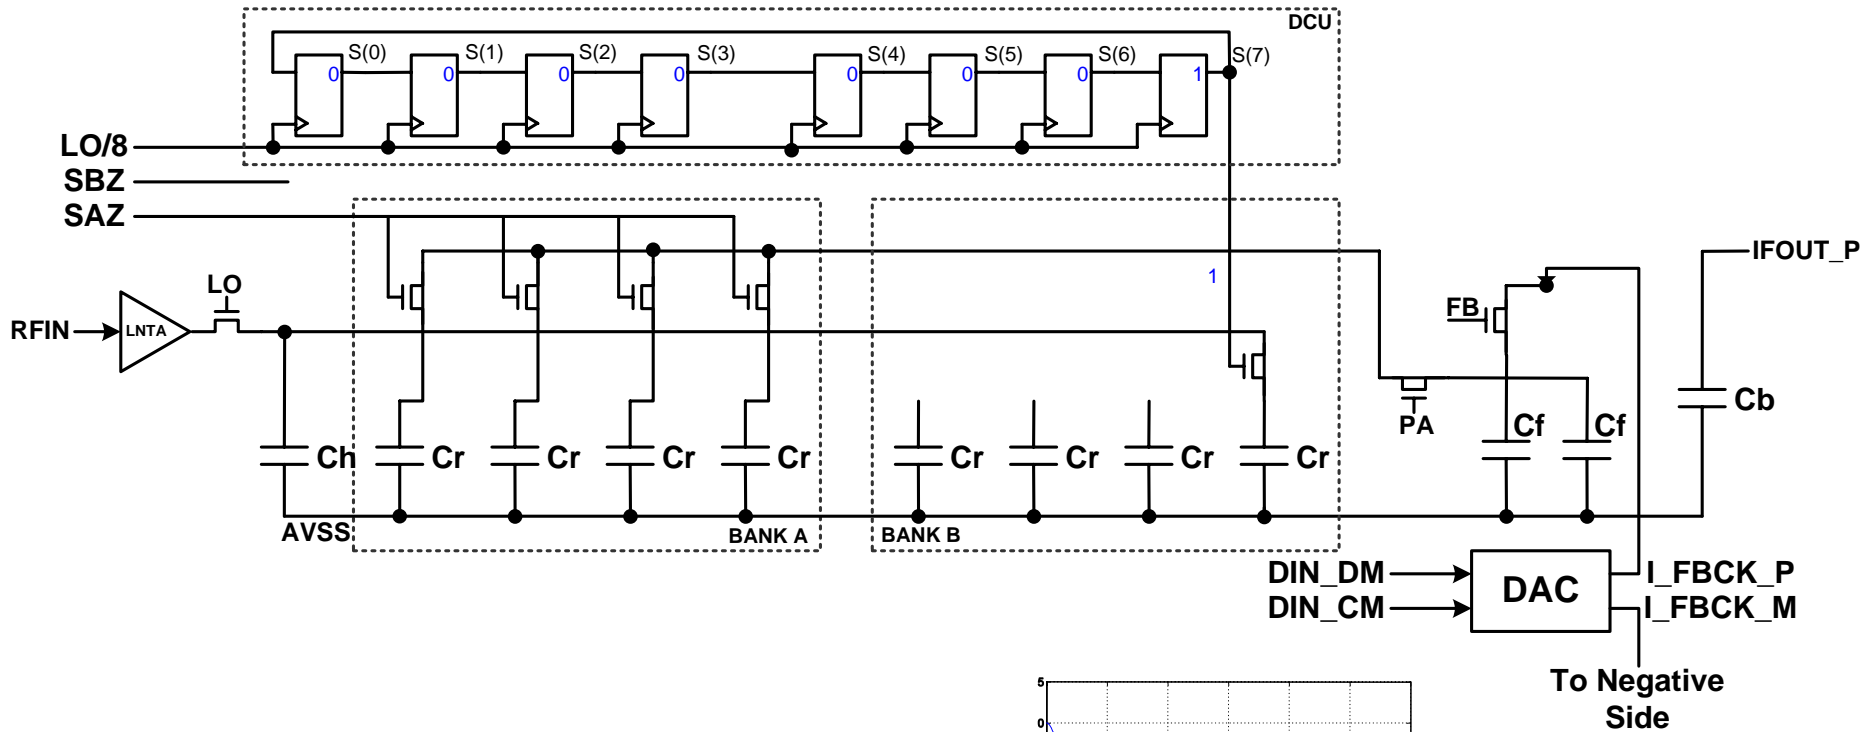 DCU
S(0) S(1) S(2) S(3) S(4) S(5) S(6) S(7)
0 0 0 0 0 0 0 1
LO/8
SBZ
SAZ
IFOUT_P
1
LO
FB
RFIN
LNTA
Cb
PA
Cf Cf
Ch Cr Cr Cr Cr Cr Cr Cr Cr
AVSS
BANK A
BANK B
DIN_DM
I_FBCK_P
DAC
DIN_CM
I_FBCK_M
To Negative
Side
5
0